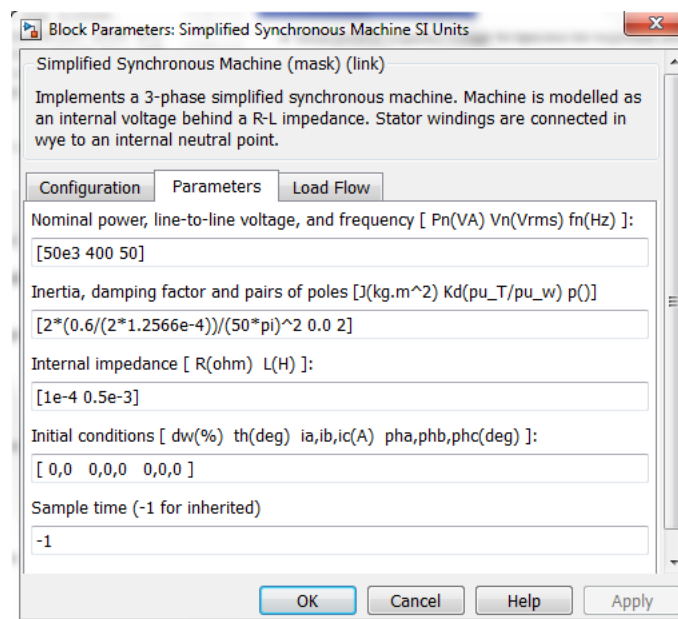 Block Parameters: Simplified Synchronous Machine SI Units
Simplified Synchronous Machine (mask) (link)
Implements a 3-phase simplified synchronous machine. Machine is modelled as
an internal voltage behind a R-L impedance. Stator windings are connected in
wye to an internal neutral point.
Configuration Parameters Load Flow
Nominal power, line-to-line voltage, and frequency [ Pn(VA) Vn(Vrms) fn(Hz) ]:
[50e3 400 50]
Inertia, damping factor and pairs of poles [J(kg.m^2) Kd(pu_T/pu_w) p()]
[2*(0.6/(2*1.2566e-4))/(50*pi)^2 0.0 2]
Internal impedance [ R(ohm) L(H) ]:
[1e-4 0.5e-3]
Initial conditions [ dw(%) th(deg) ia,ib,ic(A) pha,phb,phc(deg) ]:
[ 0,0 0,0,0 0,0,0 ]
Sample time (-1 for inherited)
-1
OK Cancel Help Apply